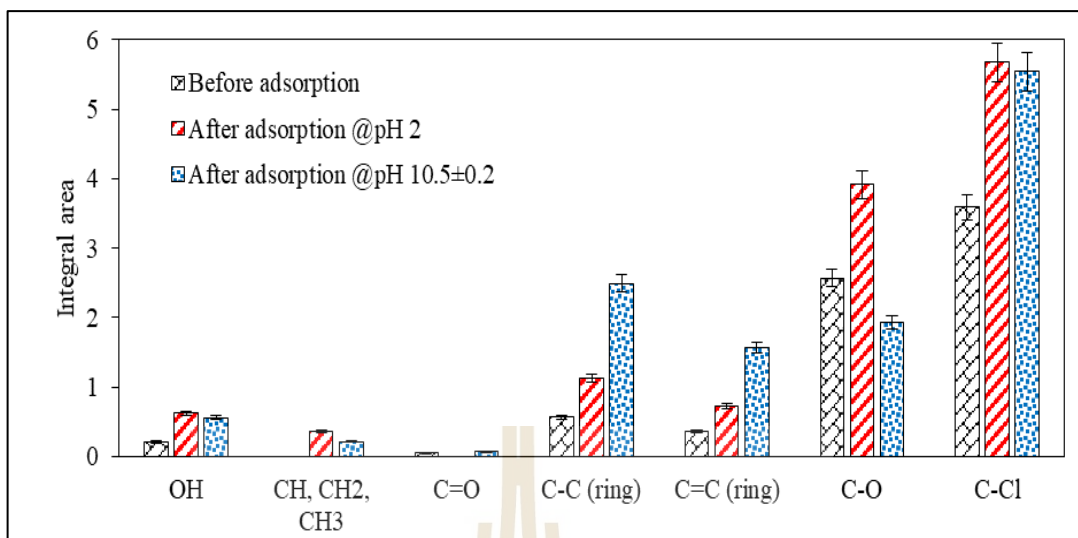 6
5
4
3
2
1
0
Integral area
Before adsorption
After adsorption @pH 2
After adsorption @pH 10.5±0.2
OH
CH, CH2,
CH3
C=O
C-C (ring)
C=C (ring)
C-O
C-Cl